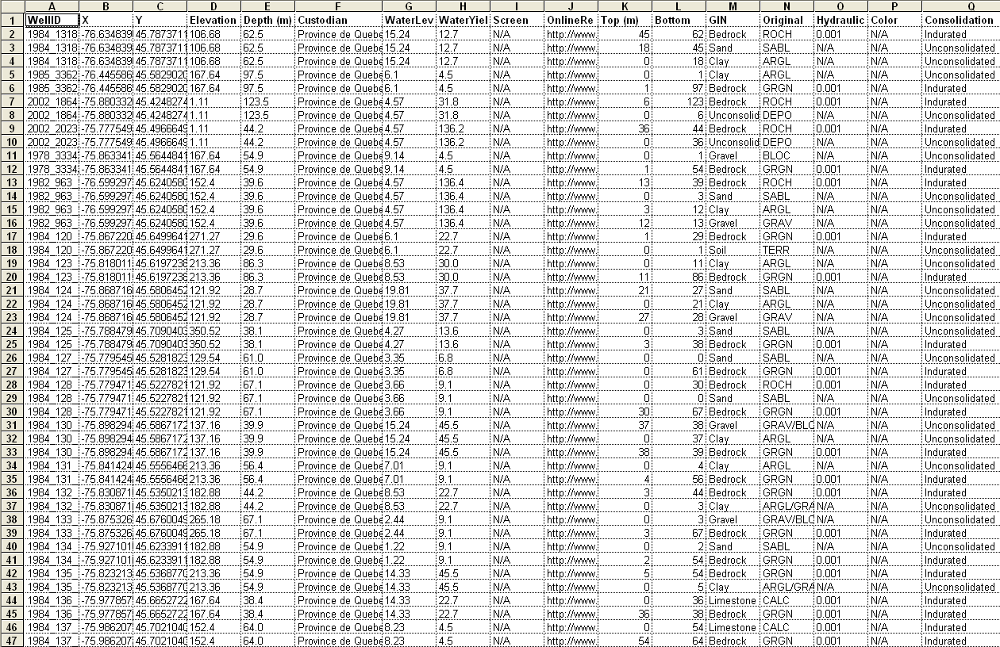 A B C D E F G H I J K L M N O P Q
1 WellID X Y Elevation Depth (m) Custodian WaterLev WaterYiel Screen OnlineRe Top (m) Bottom GIN Original Hydraulic Color Consolidation
2 1984_1318 -76.634839 45.7873711 106.68 62.5 Province de Quebe 15.24 12.7 N/A http://www. 45 62 Bedrock ROCH 0.001 N/A Indurated
3 1984_1318 -76.634839 45.7873711 106.68 62.5 Province de Quebe 15.24 12.7 N/A http://www. 18 45 Sand SABL N/A N/A Unconsolidated
4 1984_1318 -76.634839 45.7873711 106.68 62.5 Province de Quebe 15.24 12.7 N/A http://www. 0 18 Clay ARGL N/A N/A Unconsolidated
5 1985_3362 -76.445586 45.5829020 167.64 97.5 Province de Quebe 6.1 4.5 N/A http://www. 0 1 Clay ARGL N/A N/A Unconsolidated
6 1985_3362 -76.445586 45.5829020 167.64 97.5 Province de Quebe 6.1 4.5 N/A http://www. 1 97 Bedrock GRGN 0.001 N/A Indurated
7 2002_1864 -75.880332 45.4248274 1.11 123.5 Province de Quebe 4.57 31.8 N/A http://www. 6 123 Bedrock ROCH 0.001 N/A Indurated
8 2002_1864 -75.880332 45.4248274 1.11 123.5 Province de Quebe 4.57 31.8 N/A http://www. 0 6 Unconsolid DEPO N/A N/A Unconsolidated
9 2002_2023 -75.777549 45.4966649 1.11 44.2 Province de Quebe 4.57 136.2 N/A http://www. 36 44 Bedrock ROCH 0.001 N/A Indurated
10 2002_2023 -75.777549 45.4966649 1.11 44.2 Province de Quebe 4.57 136.2 N/A http://www. 0 36 Unconsolid DEPO N/A N/A Unconsolidated
11 1978_3334 -75.863341 45.5644841 167.64 54.9 Province de Quebe 9.14 4.5 N/A http://www. 0 1 Gravel BLOC N/A N/A Unconsolidated
12 1978_3334 -75.863341 45.5644841 167.64 54.9 Province de Quebe 9.14 4.5 N/A http://www. 1 54 Bedrock GRGN 0.001 N/A Indurated
13 1982_963 -76.599297 45.6240580 152.4 39.6 Province de Quebe 4.57 136.4 N/A http://www. 13 39 Bedrock ROCH 0.001 N/A Indurated
14 1982_963 -76.599297 45.6240580 152.4 39.6 Province de Quebe 4.57 136.4 N/A http://www. 0 3 Sand SABL N/A N/A Unconsolidated
15 1982_963 -76.599297 45.6240580 152.4 39.6 Province de Quebe 4.57 136.4 N/A http://www. 3 12 Clay ARGL N/A N/A Unconsolidated
16 1982_963 -76.599297 45.6240580 152.4 39.6 Province de Quebe 4.57 136.4 N/A http://www. 12 13 Gravel GRAV N/A N/A Unconsolidated
17 1984_120 -75.867220 45.6499641 271.27 29.6 Province de Quebe 6.1 22.7 N/A http://www. 1 29 Bedrock GRGN 0.001 N/A Indurated
18 1984_120 -75.867220 45.6499641 271.27 29.6 Province de Quebe 6.1 22.7 N/A http://www. 0 1 Soil TERR N/A N/A Unconsolidated
19 1984_123 -75.818011 45.6197238 213.36 86.3 Province de Quebe 8.53 30.0 N/A http://www. 0 11 Clay ARGL N/A N/A Unconsolidated
20 1984_123 -75.818011 45.6197238 213.36 86.3 Province de Quebe 8.53 30.0 N/A http://www. 11 86 Bedrock GRGN 0.001 N/A Indurated
21 1984_124 -75.868716 45.5806452 121.92 28.7 Province de Quebe 19.81 37.7 N/A http://www. 21 27 Sand SABL N/A N/A Unconsolidated
22 1984_124 -75.868716 45.5806452 121.92 28.7 Province de Quebe 19.81 37.7 N/A http://www. 0 21 Clay ARGL N/A N/A Unconsolidated
23 1984_124 -75.868716 45.5806452 121.92 28.7 Province de Quebe 19.81 37.7 N/A http://www. 27 28 Gravel GRAV N/A N/A Unconsolidated
24 1984_125 -75.788479 45.7090403 350.52 38.1 Province de Quebe 4.27 13.6 N/A http://www. 0 3 Sand SABL N/A N/A Unconsolidated
25 1984_125 -75.788479 45.7090403 350.52 38.1 Province de Quebe 4.27 13.6 N/A http://www. 3 38 Bedrock GRGN 0.001 N/A Indurated
26 1984_127 -75.779545 45.5281823 129.54 61.0 Province de Quebe 3.35 6.8 N/A http://www. 0 0 Sand SABL N/A N/A Unconsolidated
27 1984_127 -75.779545 45.5281823 129.54 61.0 Province de Quebe 3.35 6.8 N/A http://www. 0 61 Bedrock GRGN 0.001 N/A Indurated
28 1984_128 -75.779471 45.5227821 121.92 67.1 Province de Quebe 3.66 9.1 N/A http://www. 0 30 Bedrock ROCH 0.001 N/A Indurated
29 1984_128 -75.779471 45.5227821 121.92 67.1 Province de Quebe 3.66 9.1 N/A http://www. 0 0 Sand SABL N/A N/A Unconsolidated
30 1984_128 -75.779471 45.5227821 121.92 67.1 Province de Quebe 3.66 9.1 N/A http://www. 30 67 Bedrock GRGN 0.001 N/A Indurated
31 1984_130 -75.898294 45.5867172 137.16 39.9 Province de Quebe 15.24 45.5 N/A http://www. 37 38 Gravel GRAV/BLO N/A N/A Unconsolidated
32 1984_130 -75.898294 45.5867172 137.16 39.9 Province de Quebe 15.24 45.5 N/A http://www. 0 37 Clay ARGL N/A N/A Unconsolidated
33 1984_130 -75.898294 45.5867172 137.16 39.9 Province de Quebe 15.24 45.5 N/A http://www. 38 39 Bedrock GRGN 0.001 N/A Indurated
34 1984_131 -75.841424 45.5556466 213.36 56.4 Province de Quebe 7.01 9.1 N/A http://www. 0 4 Clay ARGL N/A N/A Unconsolidated
35 1984_131 -75.841424 45.5556466 213.36 56.4 Province de Quebe 7.01 9.1 N/A http://www. 4 56 Bedrock GRGN 0.001 N/A Indurated
36 1984_132 -75.830871 45.5350213 182.88 44.2 Province de Quebe 8.53 22.7 N/A http://www. 3 44 Bedrock GRGN 0.001 N/A Indurated
37 1984_132 -75.830871 45.5350213 182.88 44.2 Province de Quebe 8.53 22.7 N/A http://www. 0 3 Clay ARGL/GRA N/A N/A Unconsolidated
38 1984_133 -75.875326 45.6760049 265.18 67.1 Province de Quebe 2.44 9.1 N/A http://www. 0 3 Gravel GRAV/BLO N/A N/A Unconsolidated
39 1984_133 -75.875326 45.6760049 265.18 67.1 Province de Quebe 2.44 9.1 N/A http://www. 3 67 Bedrock GRGN 0.001 N/A Indurated
40 1984_134 -75.927101 45.6233911 182.88 54.9 Province de Quebe 1.22 9.1 N/A http://www. 0 2 Sand SABL N/A N/A Unconsolidated
41 1984_134 -75.927101 45.6233911 182.88 54.9 Province de Quebe 1.22 9.1 N/A http://www. 2 54 Bedrock GRGN 0.001 N/A Indurated
42 1984_135 -75.823213 45.5368770 213.36 54.9 Province de Quebe 14.33 45.5 N/A http://www. 5 54 Bedrock GRGN 0.001 N/A Indurated
43 1984_135 -75.823213 45.5368770 213.36 54.9 Province de Quebe 14.33 45.5 N/A http://www. 0 5 Clay ARGL/GRA N/A N/A Unconsolidated
44 1984_136 -75.977857 45.6652722 167.64 38.4 Province de Quebe 14.33 22.7 N/A http://www. 0 36 Limestone CALC 0.001 N/A Indurated
45 1984_136 -75.977857 45.6652722 167.64 38.4 Province de Quebe 14.33 22.7 N/A http://www. 36 38 Bedrock GRGN 0.001 N/A Indurated
46 1984_137 -75.986207 45.7021040 152.4 64.0 Province de Quebe 8.23 4.5 N/A http://www. 0 54 Limestone CALC 0.001 N/A Indurated
47 1984_137 -75.986207 45.7021040 152.4 64.0 Province de Quebe 8.23 4.5 N/A http://www. 54 64 Bedrock GRGN 0.001 N/A Indurated